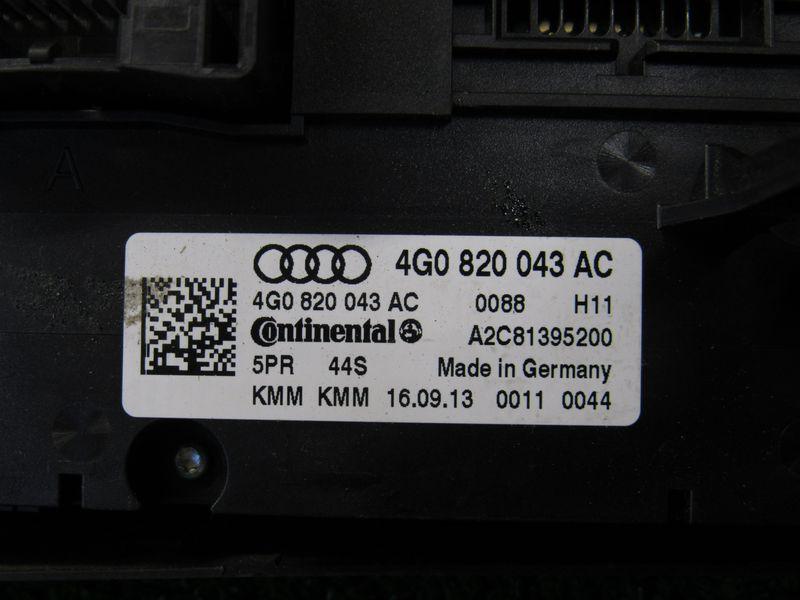 A
4G0 820 043 AC
4G0 820 043 AC 0088 H11
Continental A2C81395200
5PR 44S Made in Germany
KMM KMM 16.09.13 0011 0044